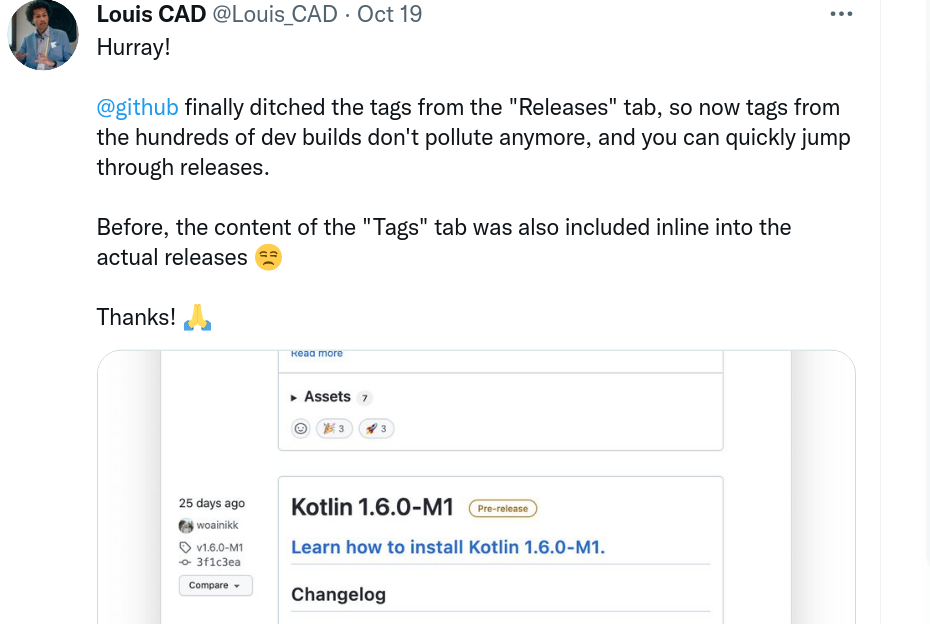 Louis CAD @Louis_CAD · Oct 19
Hurray!
@github finally ditched the tags from the "Releases" tab, so now tags from
the hundreds of dev builds don't pollute anymore, and you can quickly jump
through releases.
Before, the content of the "Tags" tab was also included inline into the
actual releases 😒
Thanks! 🙏
Read more
Assets 7
🎉 3 🚀 3
25 days ago
woainikk
v1.6.0-M1
3f1c3ea
Compare
Kotlin 1.6.0-M1 Pre-release
Learn how to install Kotlin 1.6.0-M1.
Changelog